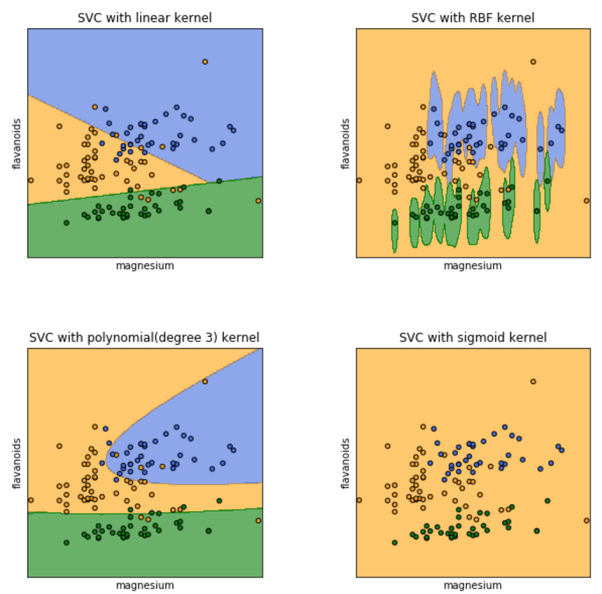 SVC with linear kernel
SVC with RBF kernel
flavanoids
flavanoids
magnesium
magnesium
SVC with polynomial(degree 3) kernel
SVC with sigmoid kernel
flavanoids
flavanoids
magnesium
magnesium